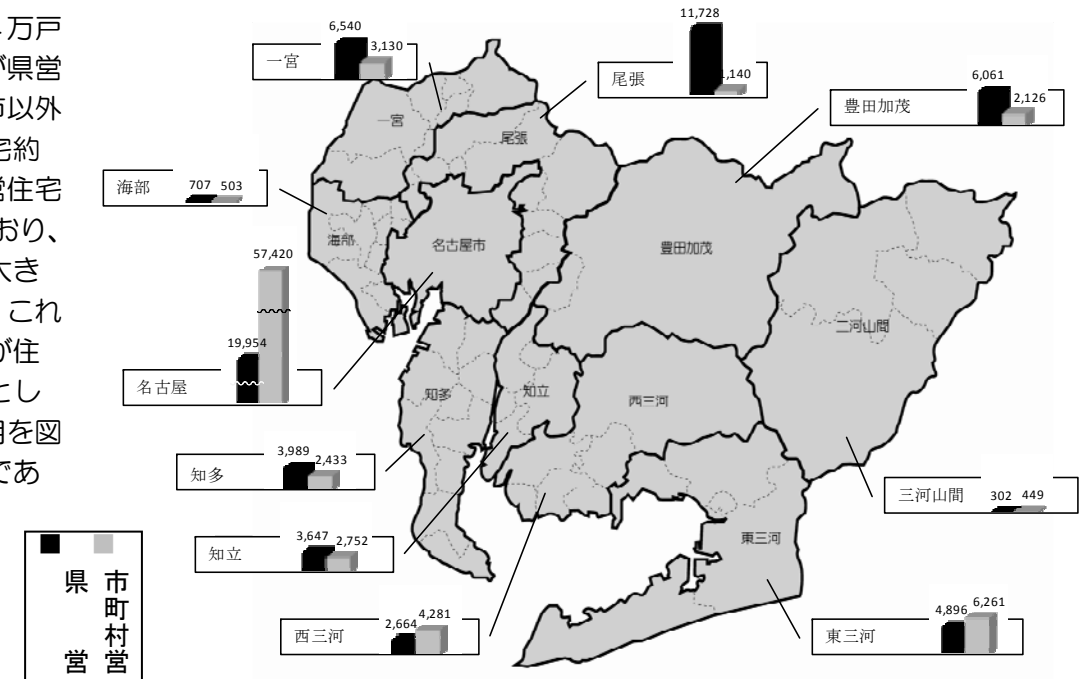 万戸
県営
市以外
宅約
営住宅
おり、
大き
これ
が住
とし
用を図
であ
6,540
3,130
一宮
11,728
1,140
尾張
6,061
2,126
豊田加茂
707 503
海部
57,420
19,954
名古屋
3,989
2,433
知多
3,647
2,752
知立
2,664
4,281
西三河
302 449
三河山間
4,896
6,261
東三河
一宮
尾張
海部
名古屋市
豊田加茂
二河山間
知多
知立
西三河
東三河
県営
市町村営